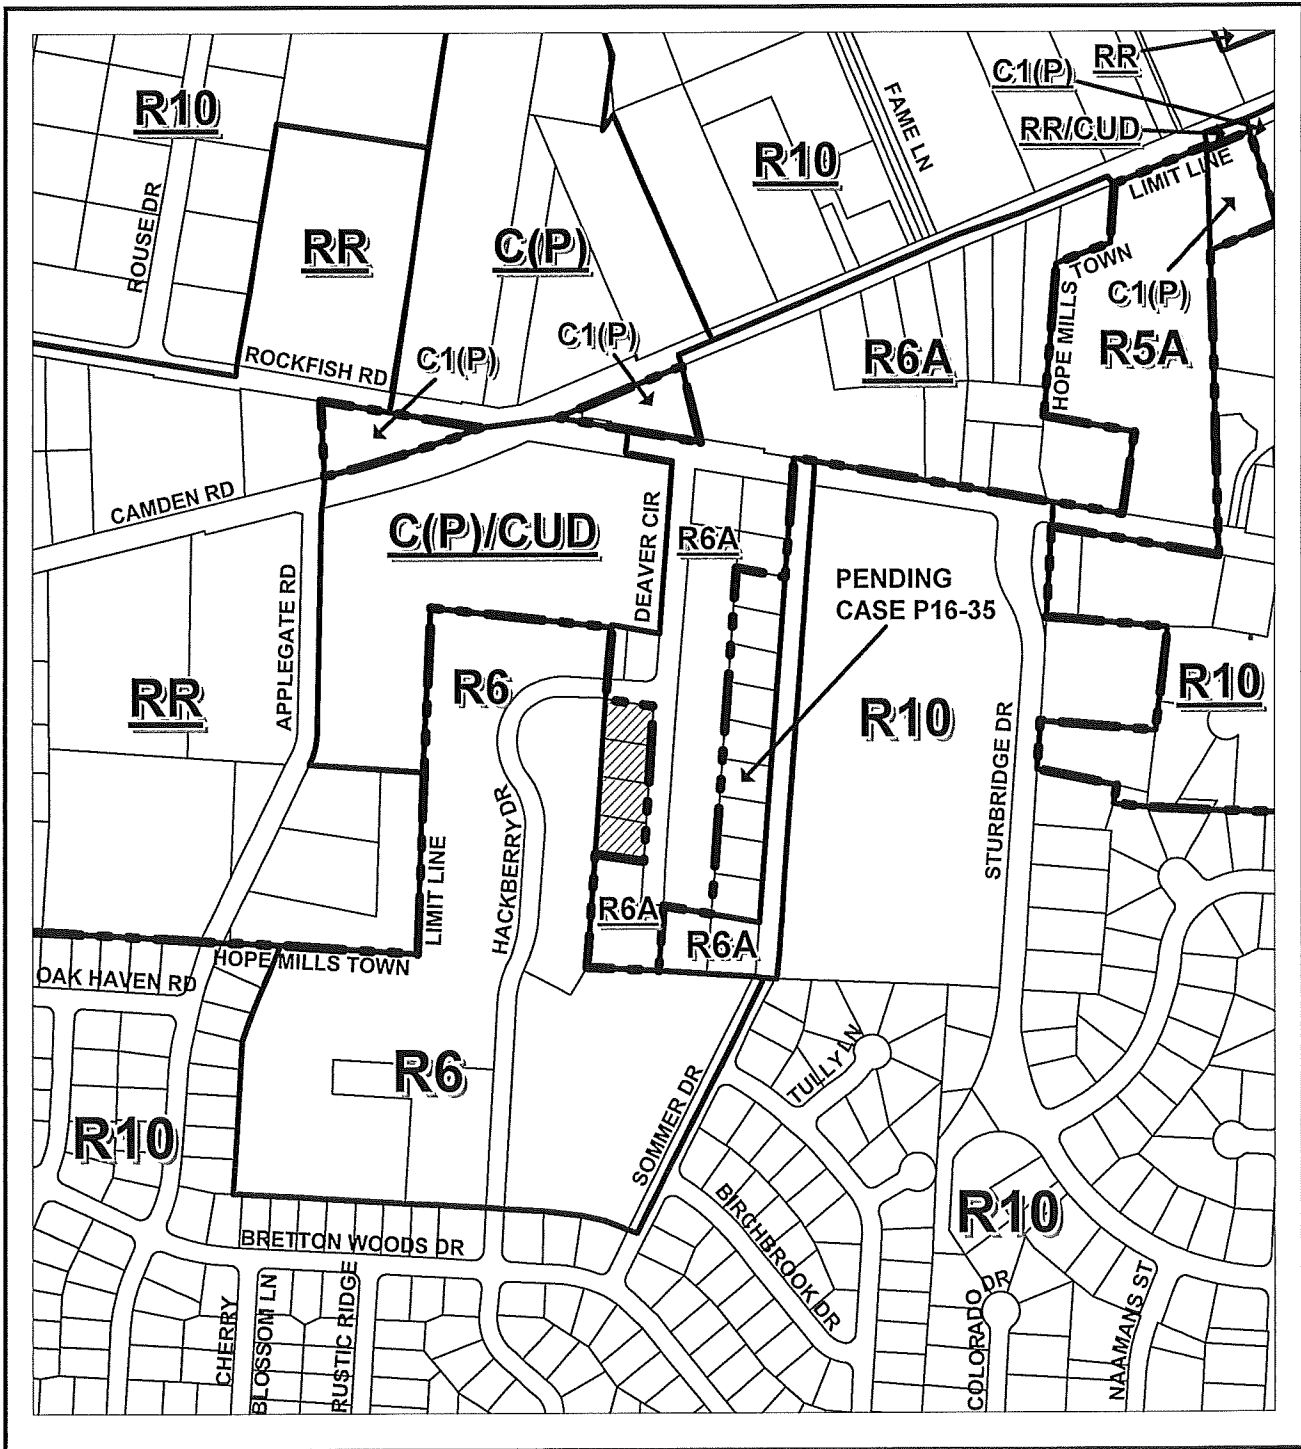 RR
C1(P)
R10
FAME LN
RR/CUD
R10
LIMIT LINE
ROUSE DR
RR
C(P)
HOPE MILLS TOWN
C1(P)
C1(P)
C1(P)
R6A
R5A
ROCKFISH RD
CAMDEN RD
C(P)/CUD
DEAVER CIR
R6A
PENDING
CASE P16-35
APPLEGATE RD
R6
RR
R10
R10
STURBRIDGE DR
HACKBERRY DR
LIMIT LINE
R6A
R6A
HOPE MILLS TOWN
OAK HAVEN RD
R6
TULLY LN
SOMMER DR
R10
BIRCHBROOK DR
R10
BRETTON WOODS DR
CHERRY
BLOSSOM LN
RUSTIC RIDGE
COLORADO DR
NAAMANS ST